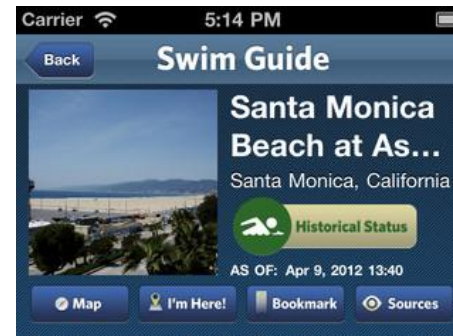 Carrier 5:14 PM
Back Swim Guide
Santa Monica
Beach at As...
Santa Monica, California
Historical Status
AS OF: Apr 9, 2012 13:40
Map I'm Here! Bookmark Sources